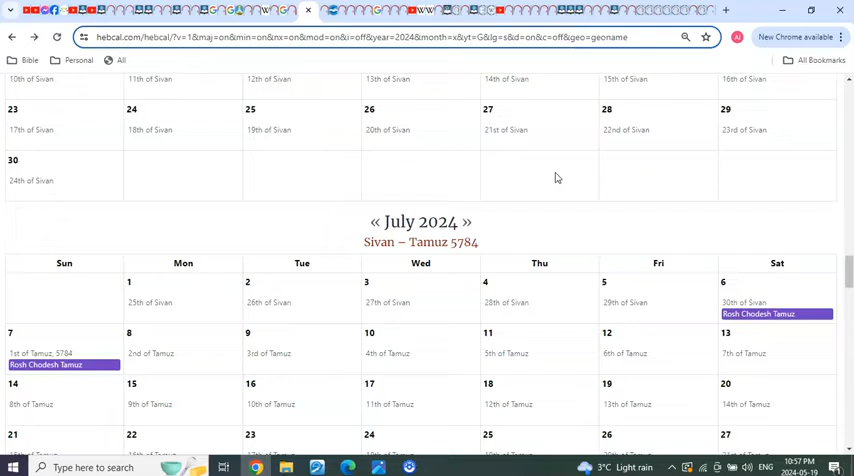 hebcal.com/hebcal/?v=1&maj=on&min=on&nx=on&mod=on&i=off&year=2024&month=x&yt=G&lg=s&d=on&c=off&geo=geoname
New Chrome available
Bible
Personal
All
All Bookmarks
10th of Sivan 11th of Sivan 12th of Sivan 13th of Sivan 14th of Sivan 15th of Sivan 16th of Sivan
23 24 25 26 27 28 29
17th of Sivan 18th of Sivan 19th of Sivan 20th of Sivan 21st of Sivan 22nd of Sivan 23rd of Sivan
30
24th of Sivan
« July 2024 »
Sivan – Tamuz 5784
Sun Mon Tue Wed Thu Fri Sat
1 2 3 4 5 6
25th of Sivan 26th of Sivan 27th of Sivan 28th of Sivan 29th of Sivan 30th of Sivan
Rosh Chodesh Tamuz
7 8 9 10 11 12 13
1st of Tamuz, 5784 2nd of Tamuz 3rd of Tamuz 4th of Tamuz 5th of Tamuz 6th of Tamuz 7th of Tamuz
Rosh Chodesh Tamuz
14 15 16 17 18 19 20
8th of Tamuz 9th of Tamuz 10th of Tamuz 11th of Tamuz 12th of Tamuz 13th of Tamuz 14th of Tamuz
21 22 23 24 25 26 27
Type here to search
3°C Light rain
ENG
10:57 PM
2024-05-19